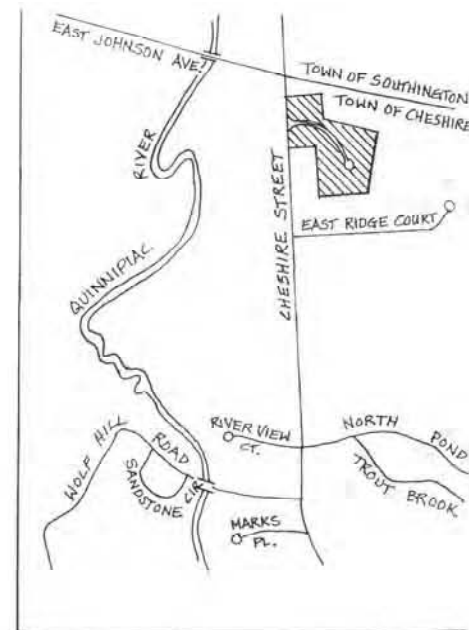 EAST JOHNSON AVE.
TOWN OF SOUTHINGTON
TOWN OF CHESHIRE
RIVER
CHESHIRE STREET
EAST RIDGE COURT
QUINNIPIAC
RIVER VIEW
CT.
NORTH
POND
TROUT BROOK
WOLF HILL
ROAD
SANDSTONE
CIR.
MARKS
PL.